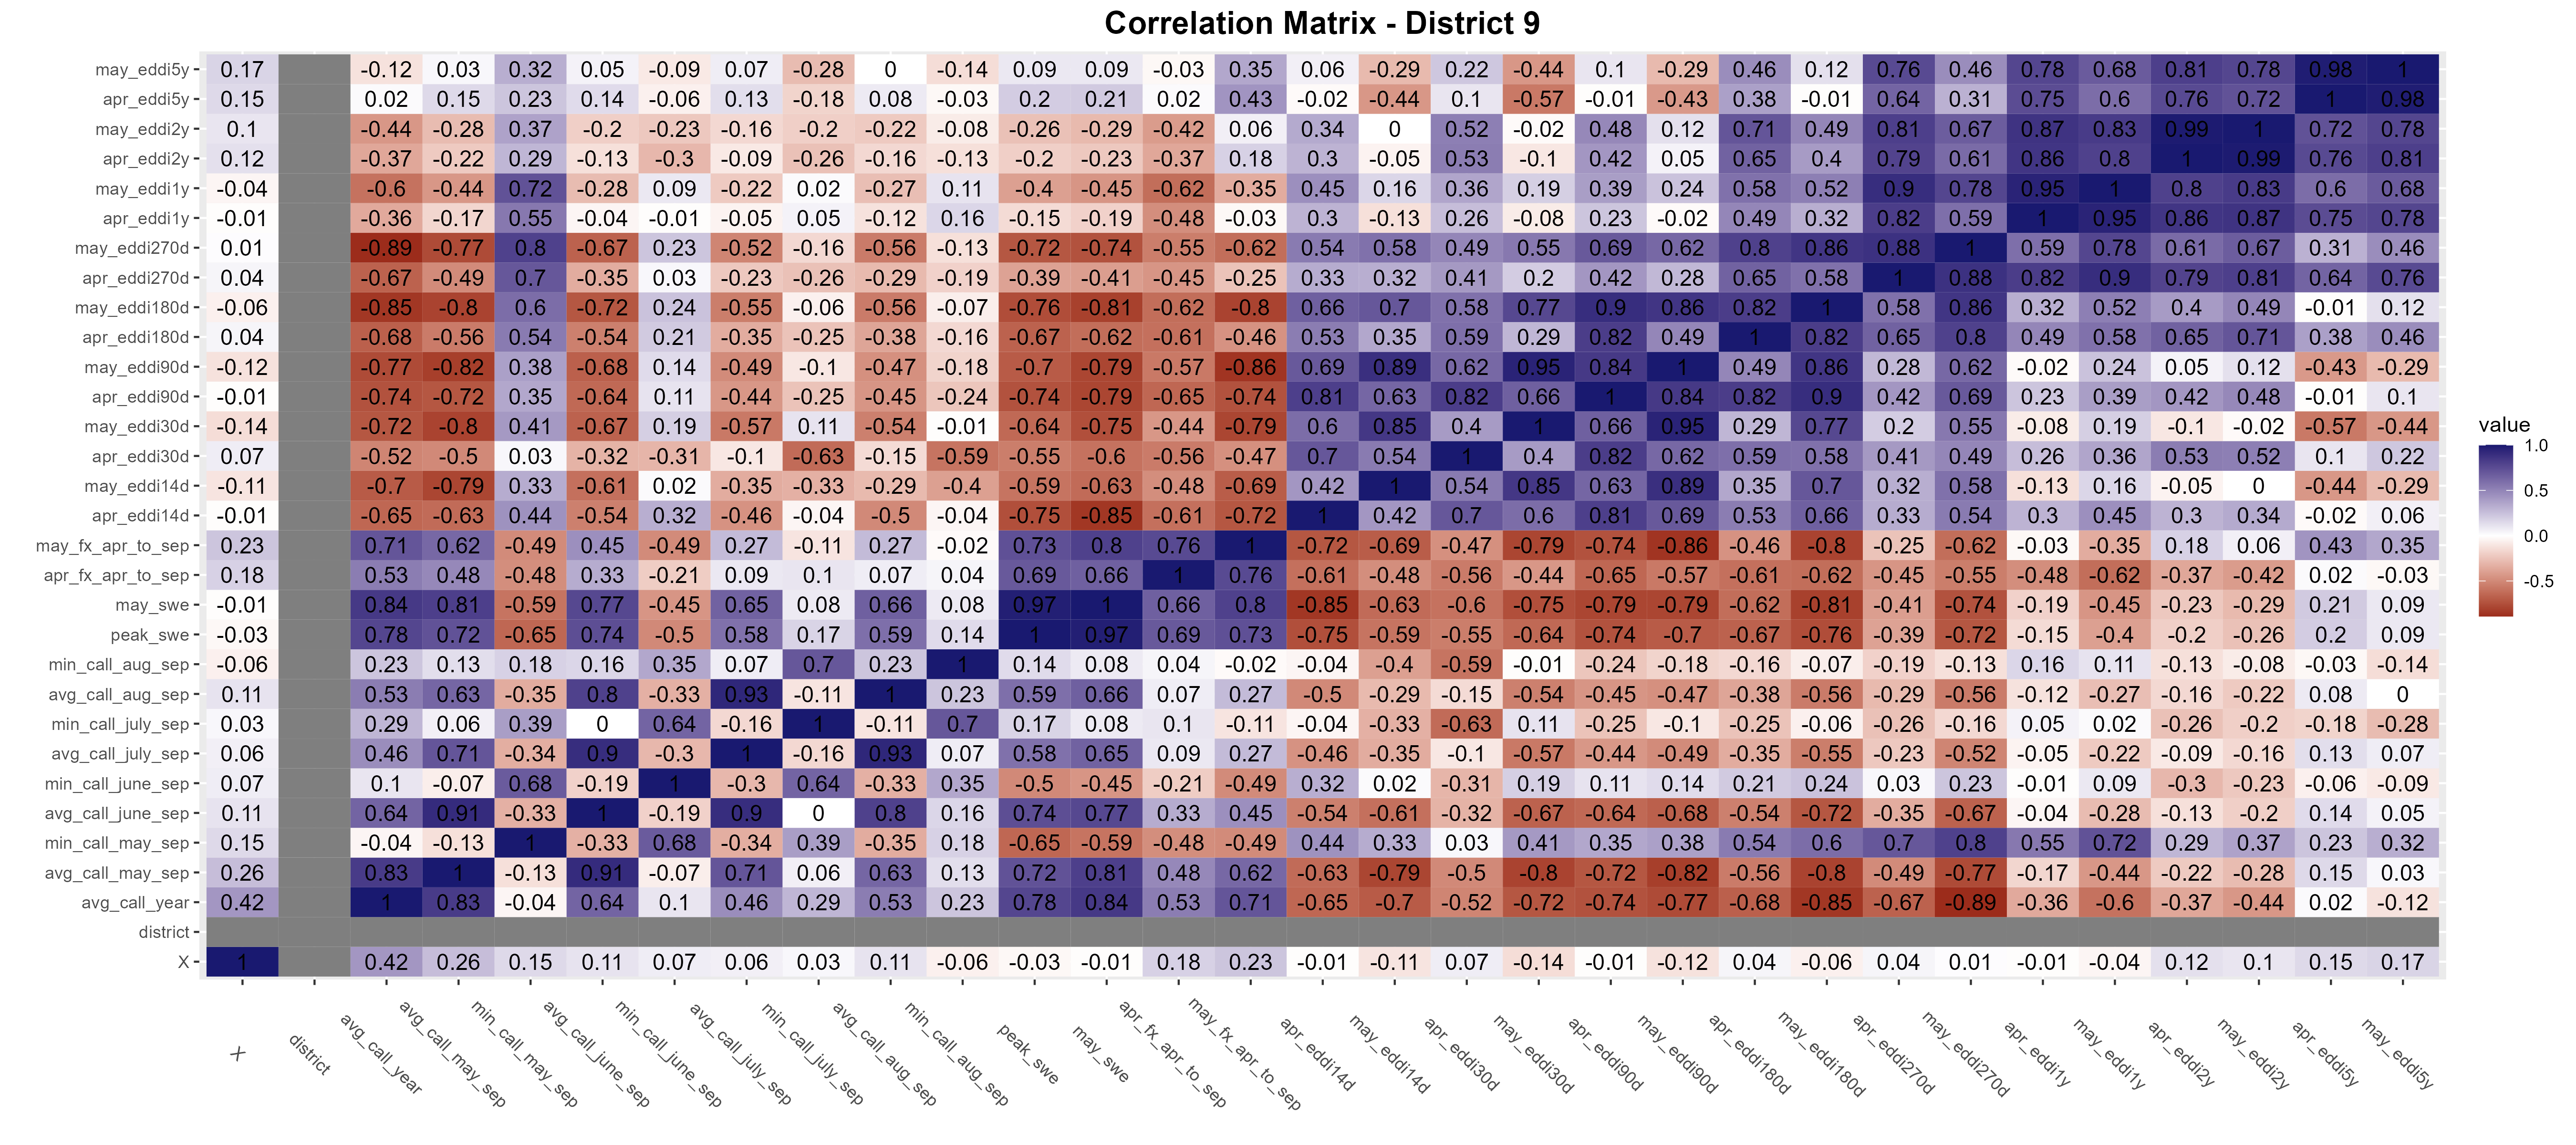 Correlation Matrix - District 9
may_eddi5y 0.17 -0.12 0.03 0.32 0.05 -0.09 0.07 -0.28 0 -0.14 0.09 0.09 -0.03 0.35 0.06 -0.29 0.22 -0.44 0.1 -0.29 0.46 0.12 0.76 0.46 0.78 0.68 0.81 0.78 0.98 1
apr_eddi5y 0.15 0.02 0.15 0.23 0.14 -0.06 0.13 -0.18 0.08 -0.03 0.2 0.21 0.02 0.43 -0.02 -0.44 0.1 -0.57 -0.01 -0.43 0.38 -0.01 0.64 0.31 0.75 0.6 0.76 0.72 1 0.98
may_eddi2y 0.1 -0.44 -0.28 0.37 -0.2 -0.23 -0.16 -0.2 -0.22 -0.08 -0.26 -0.29 -0.42 0.06 0.34 0 0.52 -0.02 0.48 0.12 0.71 0.49 0.81 0.67 0.87 0.83 0.99 1 0.72 0.78
apr_eddi2y 0.12 -0.37 -0.22 0.29 -0.13 -0.3 -0.09 -0.26 -0.16 -0.13 -0.2 -0.23 -0.37 0.18 0.3 -0.05 0.53 -0.1 0.42 0.05 0.65 0.4 0.79 0.61 0.86 0.8 1 0.99 0.76 0.81
may_eddi1y -0.04 -0.6 -0.44 0.72 -0.28 0.09 -0.22 0.02 -0.27 0.11 -0.4 -0.45 -0.62 -0.35 0.45 0.16 0.36 0.19 0.39 0.24 0.58 0.52 0.9 0.78 0.95 1 0.8 0.83 0.6 0.68
apr_eddi1y -0.01 -0.36 -0.17 0.55 -0.04 -0.01 -0.05 0.05 -0.12 0.16 -0.15 -0.19 -0.48 -0.03 0.3 -0.13 0.26 -0.08 0.23 -0.02 0.49 0.32 0.82 0.59 1 0.95 0.86 0.87 0.75 0.78
may_eddi270d 0.01 -0.89 -0.77 0.8 -0.67 0.23 -0.52 -0.16 -0.56 -0.13 -0.72 -0.74 -0.55 -0.62 0.54 0.58 0.49 0.55 0.69 0.62 0.8 0.86 0.88 1 0.59 0.78 0.61 0.67 0.31 0.46
apr_eddi270d 0.04 -0.67 -0.49 0.7 -0.35 0.03 -0.23 -0.26 -0.29 -0.19 -0.39 -0.41 -0.45 -0.25 0.33 0.32 0.41 0.2 0.42 0.28 0.65 0.58 1 0.88 0.82 0.9 0.79 0.81 0.64 0.76
may_eddi180d -0.06 -0.85 -0.8 0.6 -0.72 0.24 -0.55 -0.06 -0.56 -0.07 -0.76 -0.81 -0.62 -0.8 0.66 0.7 0.58 0.77 0.9 0.86 0.82 1 0.58 0.86 0.32 0.52 0.4 0.49 -0.01 0.12
apr_eddi180d 0.04 -0.68 -0.56 0.54 -0.54 0.21 -0.35 -0.25 -0.38 -0.16 -0.67 -0.62 -0.61 -0.46 0.53 0.35 0.59 0.29 0.82 0.49 1 0.82 0.65 0.8 0.49 0.58 0.65 0.71 0.38 0.46
may_eddi90d -0.12 -0.77 -0.82 0.38 -0.68 0.14 -0.49 -0.1 -0.47 -0.18 -0.7 -0.79 -0.57 -0.86 0.69 0.89 0.62 0.95 0.84 1 0.49 0.86 0.28 0.62 -0.02 0.24 0.05 0.12 -0.43 -0.29
apr_eddi90d -0.01 -0.74 -0.72 0.35 -0.64 0.11 -0.44 -0.25 -0.45 -0.24 -0.74 -0.79 -0.65 -0.74 0.81 0.63 0.82 0.66 1 0.84 0.82 0.9 0.42 0.69 0.23 0.39 0.42 0.48 -0.01 0.1
may_eddi30d -0.14 -0.72 -0.8 0.41 -0.67 0.19 -0.57 0.11 -0.54 -0.01 -0.64 -0.75 -0.44 -0.79 0.6 0.85 0.4 1 0.66 0.95 0.29 0.77 0.2 0.55 -0.08 0.19 -0.1 -0.02 -0.57 -0.44
apr_eddi30d 0.07 -0.52 -0.5 0.03 -0.32 -0.31 -0.1 -0.63 -0.15 -0.59 -0.55 -0.6 -0.56 -0.47 0.7 0.54 1 0.4 0.82 0.62 0.59 0.58 0.41 0.49 0.26 0.36 0.53 0.52 0.1 0.22
may_eddi14d -0.11 -0.7 -0.79 0.33 -0.61 0.02 -0.35 -0.33 -0.29 -0.4 -0.59 -0.63 -0.48 -0.69 0.42 1 0.54 0.85 0.63 0.89 0.35 0.7 0.32 0.58 -0.13 0.16 -0.05 0 -0.44 -0.29
apr_eddi14d -0.01 -0.65 -0.63 0.44 -0.54 0.32 -0.46 -0.04 -0.5 -0.04 -0.75 -0.85 -0.61 -0.72 1 0.42 0.7 0.6 0.81 0.69 0.53 0.66 0.33 0.54 0.3 0.45 0.3 0.34 -0.02 0.06
may_fx_apr_to_sep 0.23 0.71 0.62 -0.49 0.45 -0.49 0.27 -0.11 0.27 -0.02 0.73 0.8 0.76 1 -0.72 -0.69 -0.47 -0.79 -0.74 -0.86 -0.46 -0.8 -0.25 -0.62 -0.03 -0.35 0.18 0.06 0.43 0.35
apr_fx_apr_to_sep 0.18 0.53 0.48 -0.48 0.33 -0.21 0.09 0.1 0.07 0.04 0.69 0.66 1 0.76 -0.61 -0.48 -0.56 -0.44 -0.65 -0.57 -0.61 -0.62 -0.45 -0.55 -0.48 -0.62 -0.37 -0.42 0.02 -0.03
may_swe -0.01 0.84 0.81 -0.59 0.77 -0.45 0.65 0.08 0.66 0.08 0.97 1 0.66 0.8 -0.85 -0.63 -0.6 -0.75 -0.79 -0.79 -0.62 -0.81 -0.41 -0.74 -0.19 -0.45 -0.23 -0.29 0.21 0.09
peak_swe -0.03 0.78 0.72 -0.65 0.74 -0.5 0.58 0.17 0.59 0.14 1 0.97 0.69 0.73 -0.75 -0.59 -0.55 -0.64 -0.74 -0.7 -0.67 -0.76 -0.39 -0.72 -0.15 -0.4 -0.2 -0.26 0.2 0.09
min_call_aug_sep -0.06 0.23 0.13 0.18 0.16 0.35 0.07 0.7 0.23 1 0.14 0.08 0.04 -0.02 -0.04 -0.4 -0.59 -0.01 -0.24 -0.18 -0.16 -0.07 -0.19 -0.13 0.16 0.11 -0.13 -0.08 -0.03 -0.14
avg_call_aug_sep 0.11 0.53 0.63 -0.35 0.8 -0.33 0.93 -0.11 1 0.23 0.59 0.66 0.07 0.27 -0.5 -0.29 -0.15 -0.54 -0.45 -0.47 -0.38 -0.56 -0.29 -0.56 -0.12 -0.27 -0.16 -0.22 0.08 0
min_call_july_sep 0.03 0.29 0.06 0.39 0 0.64 -0.16 1 -0.11 0.7 0.17 0.08 0.1 -0.11 -0.04 -0.33 -0.63 0.11 -0.25 -0.1 -0.25 -0.06 -0.26 -0.16 0.05 0.02 -0.26 -0.2 -0.18 -0.28
avg_call_july_sep 0.06 0.46 0.71 -0.34 0.9 -0.3 1 -0.16 0.93 0.07 0.58 0.65 0.09 0.27 -0.46 -0.35 -0.1 -0.57 -0.44 -0.49 -0.35 -0.55 -0.23 -0.52 -0.05 -0.22 -0.09 -0.16 0.13 0.07
min_call_june_sep 0.07 0.1 -0.07 0.68 -0.19 1 -0.3 0.64 -0.33 0.35 -0.5 -0.45 -0.21 -0.49 0.32 0.02 -0.31 0.19 0.11 0.14 0.21 0.24 0.03 0.23 -0.01 0.09 -0.3 -0.23 -0.06 -0.09
avg_call_june_sep 0.11 0.64 0.91 -0.33 1 -0.19 0.9 0 0.8 0.16 0.74 0.77 0.33 0.45 -0.54 -0.61 -0.32 -0.67 -0.64 -0.68 -0.54 -0.72 -0.35 -0.67 -0.04 -0.28 -0.13 -0.2 0.14 0.05
min_call_may_sep 0.15 -0.04 -0.13 1 -0.33 0.68 -0.34 0.39 -0.35 0.18 -0.65 -0.59 -0.48 -0.49 0.44 0.33 0.03 0.41 0.35 0.38 0.54 0.6 0.7 0.8 0.55 0.72 0.29 0.37 0.23 0.32
avg_call_may_sep 0.26 0.83 1 -0.13 0.91 -0.07 0.71 0.06 0.63 0.13 0.72 0.81 0.48 0.62 -0.63 -0.79 -0.5 -0.8 -0.72 -0.82 -0.56 -0.8 -0.49 -0.77 -0.17 -0.44 -0.22 -0.28 0.15 0.03
avg_call_year 0.42 1 0.83 -0.04 0.64 0.1 0.46 0.29 0.53 0.23 0.78 0.84 0.53 0.71 -0.65 -0.7 -0.52 -0.72 -0.74 -0.77 -0.68 -0.85 -0.67 -0.89 -0.36 -0.6 -0.37 -0.44 0.02 -0.12
district
X 1 0.42 0.26 0.15 0.11 0.07 0.06 0.03 0.11 -0.06 -0.03 -0.01 0.18 0.23 -0.01 -0.11 0.07 -0.14 -0.01 -0.12 0.04 -0.06 0.04 0.01 -0.01 -0.04 0.12 0.1 0.15 0.17
X district avg_call_year avg_call_may_sep min_call_may_sep avg_call_june_sep min_call_june_sep avg_call_july_sep min_call_july_sep avg_call_aug_sep min_call_aug_sep peak_swe may_swe apr_fx_apr_to_sep may_fx_apr_to_sep apr_eddi14d may_eddi14d apr_eddi30d may_eddi30d apr_eddi90d may_eddi90d apr_eddi180d may_eddi180d apr_eddi270d may_eddi270d apr_eddi1y may_eddi1y apr_eddi2y may_eddi2y apr_eddi5y may_eddi5y
value
1.0
0.5
0.0
-0.5